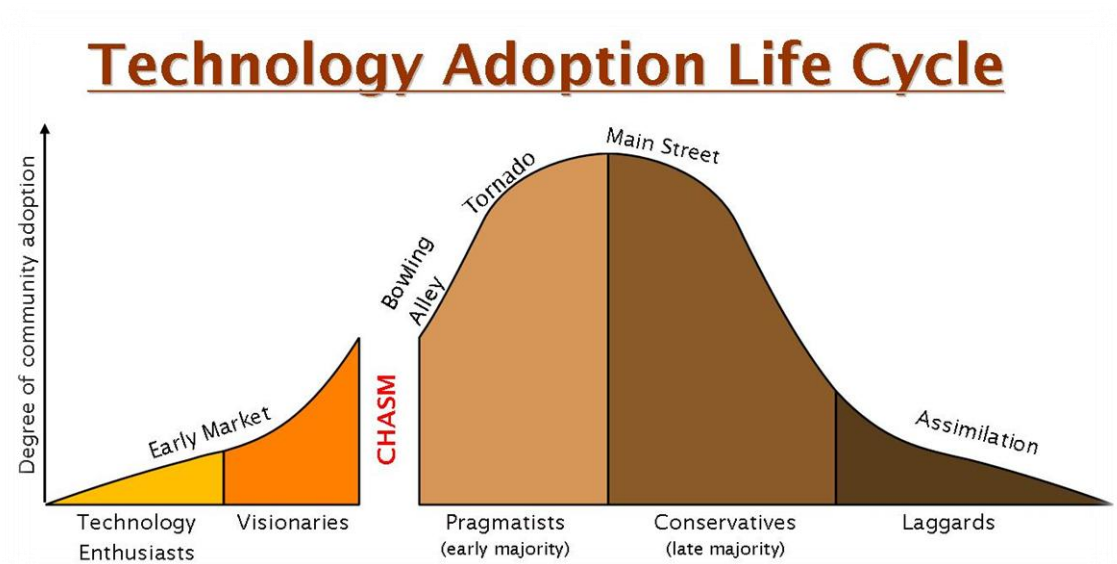 Technology Adoption Life Cycle
Degree of community adoption
Early Market
CHASM
Bowling
Alley
Tornado
Main Street
Assimilation
Technology
Enthusiasts
Visionaries
Pragmatists
(early majority)
Conservatives
(late majority)
Laggards